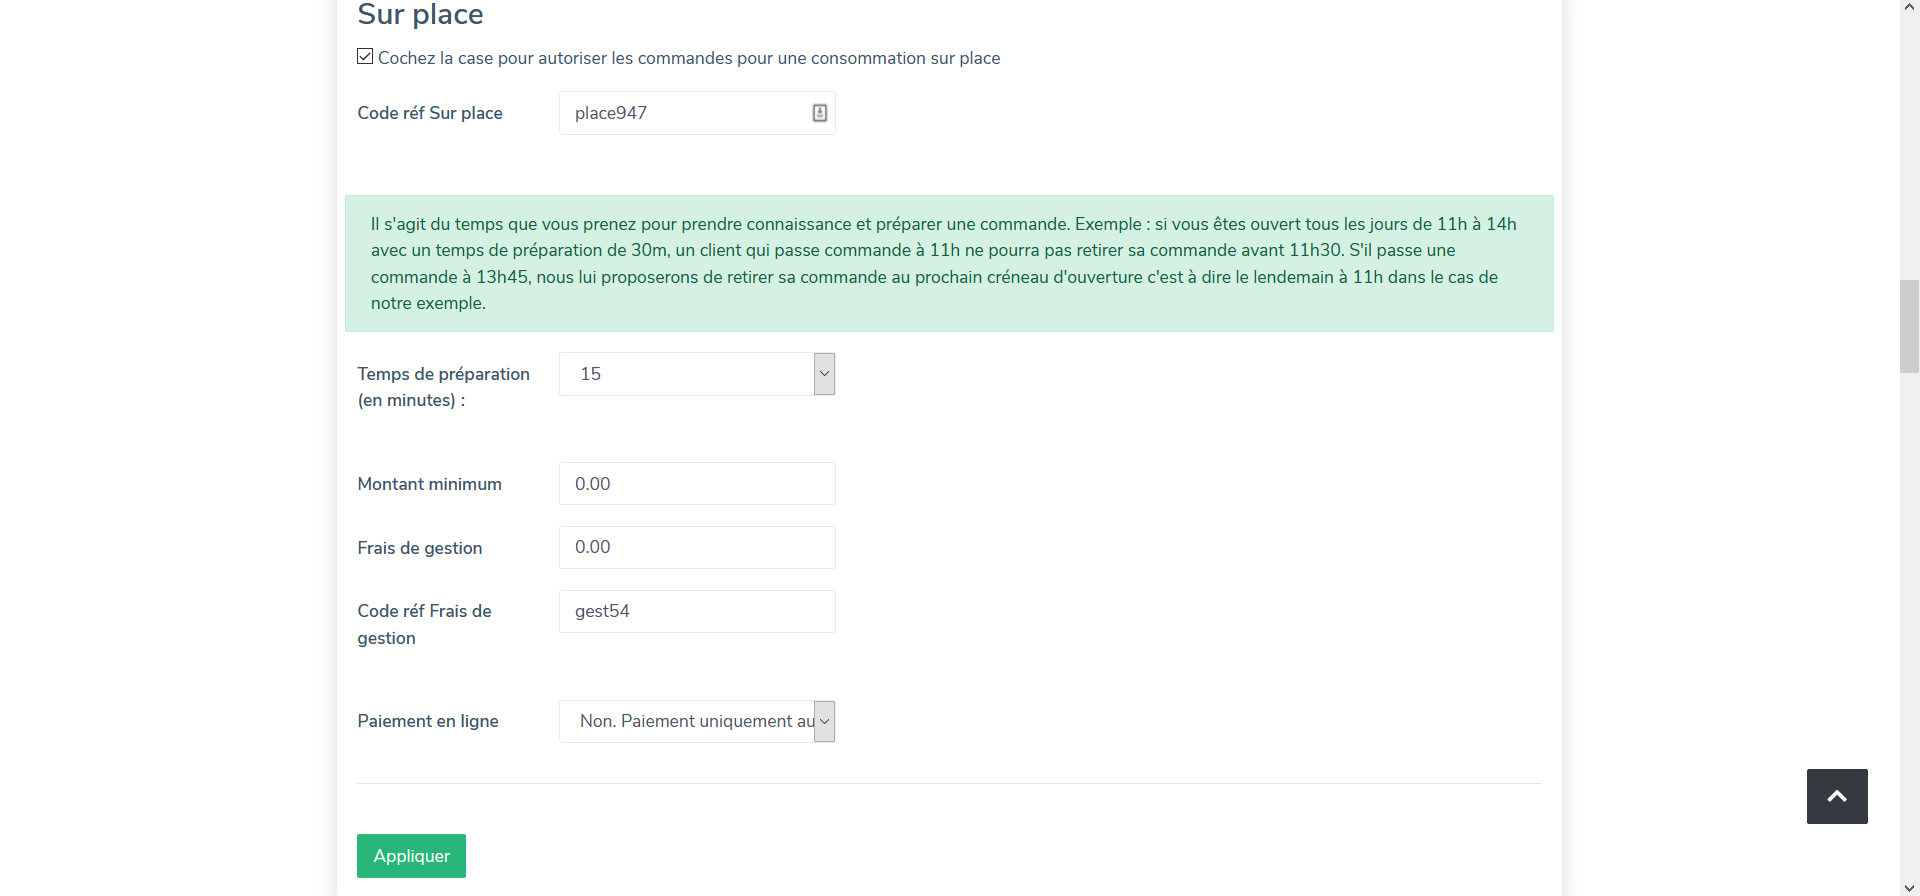 Sur place
Cochez la case pour autoriser les commandes pour une consommation sur place
Code réf Sur place
place947
Il s'agit du temps que vous prenez pour prendre connaissance et préparer une commande. Exemple : si vous êtes ouvert tous les jours de 11h à 14h
avec un temps de préparation de 30m, un client qui passe commande à 11h ne pourra pas retirer sa commande avant 11h30. S'il passe une
commande à 13h45, nous lui proposerons de retirer sa commande au prochain créneau d'ouverture c'est à dire le lendemain à 11h dans le cas de
notre exemple.
Temps de préparation
(en minutes) :
15
Montant minimum
0.00
Frais de gestion
0.00
Code réf Frais de
gestion
gest54
Paiement en ligne
Non. Paiement uniquement au
Appliquer